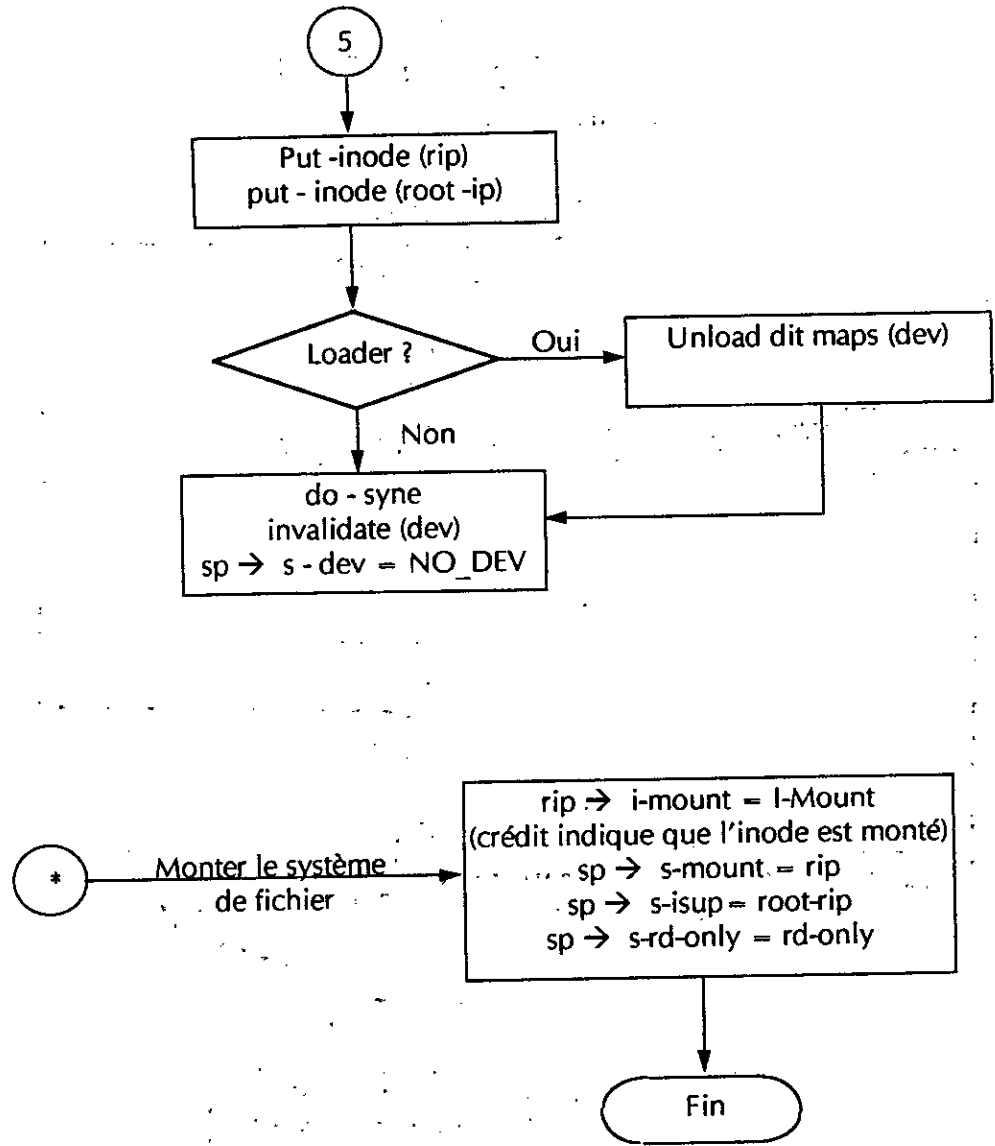 5
Put -inode (rip)
put - inode (root -ip)
Loader ?
Oui
Unload dit maps (dev)
Non
do - syne
invalidate (dev)
sp → s - dev = NO_DEV
*
Monter le système
de fichier
rip → i-mount = I-Mount
(crédit indique que l'inode est monté)
sp → s-mount = rip
sp → s-isup = root-rip
sp → s-rd-only = rd-only
Fin